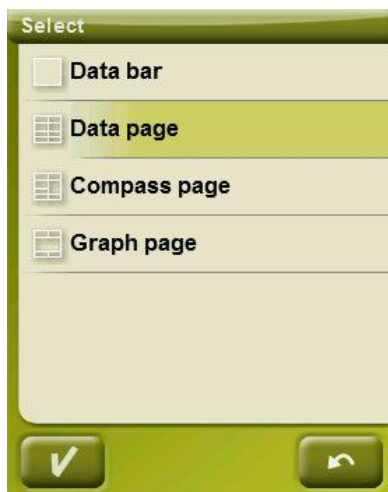 Select
Data bar
Data page
Compass page
Graph page